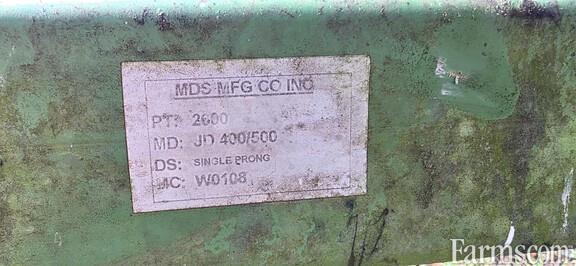 MDS MFG CO INC
PT: 2600
MD: JD 400/500
DS: SINGLE PRONG
MC: W0108
Farms.com